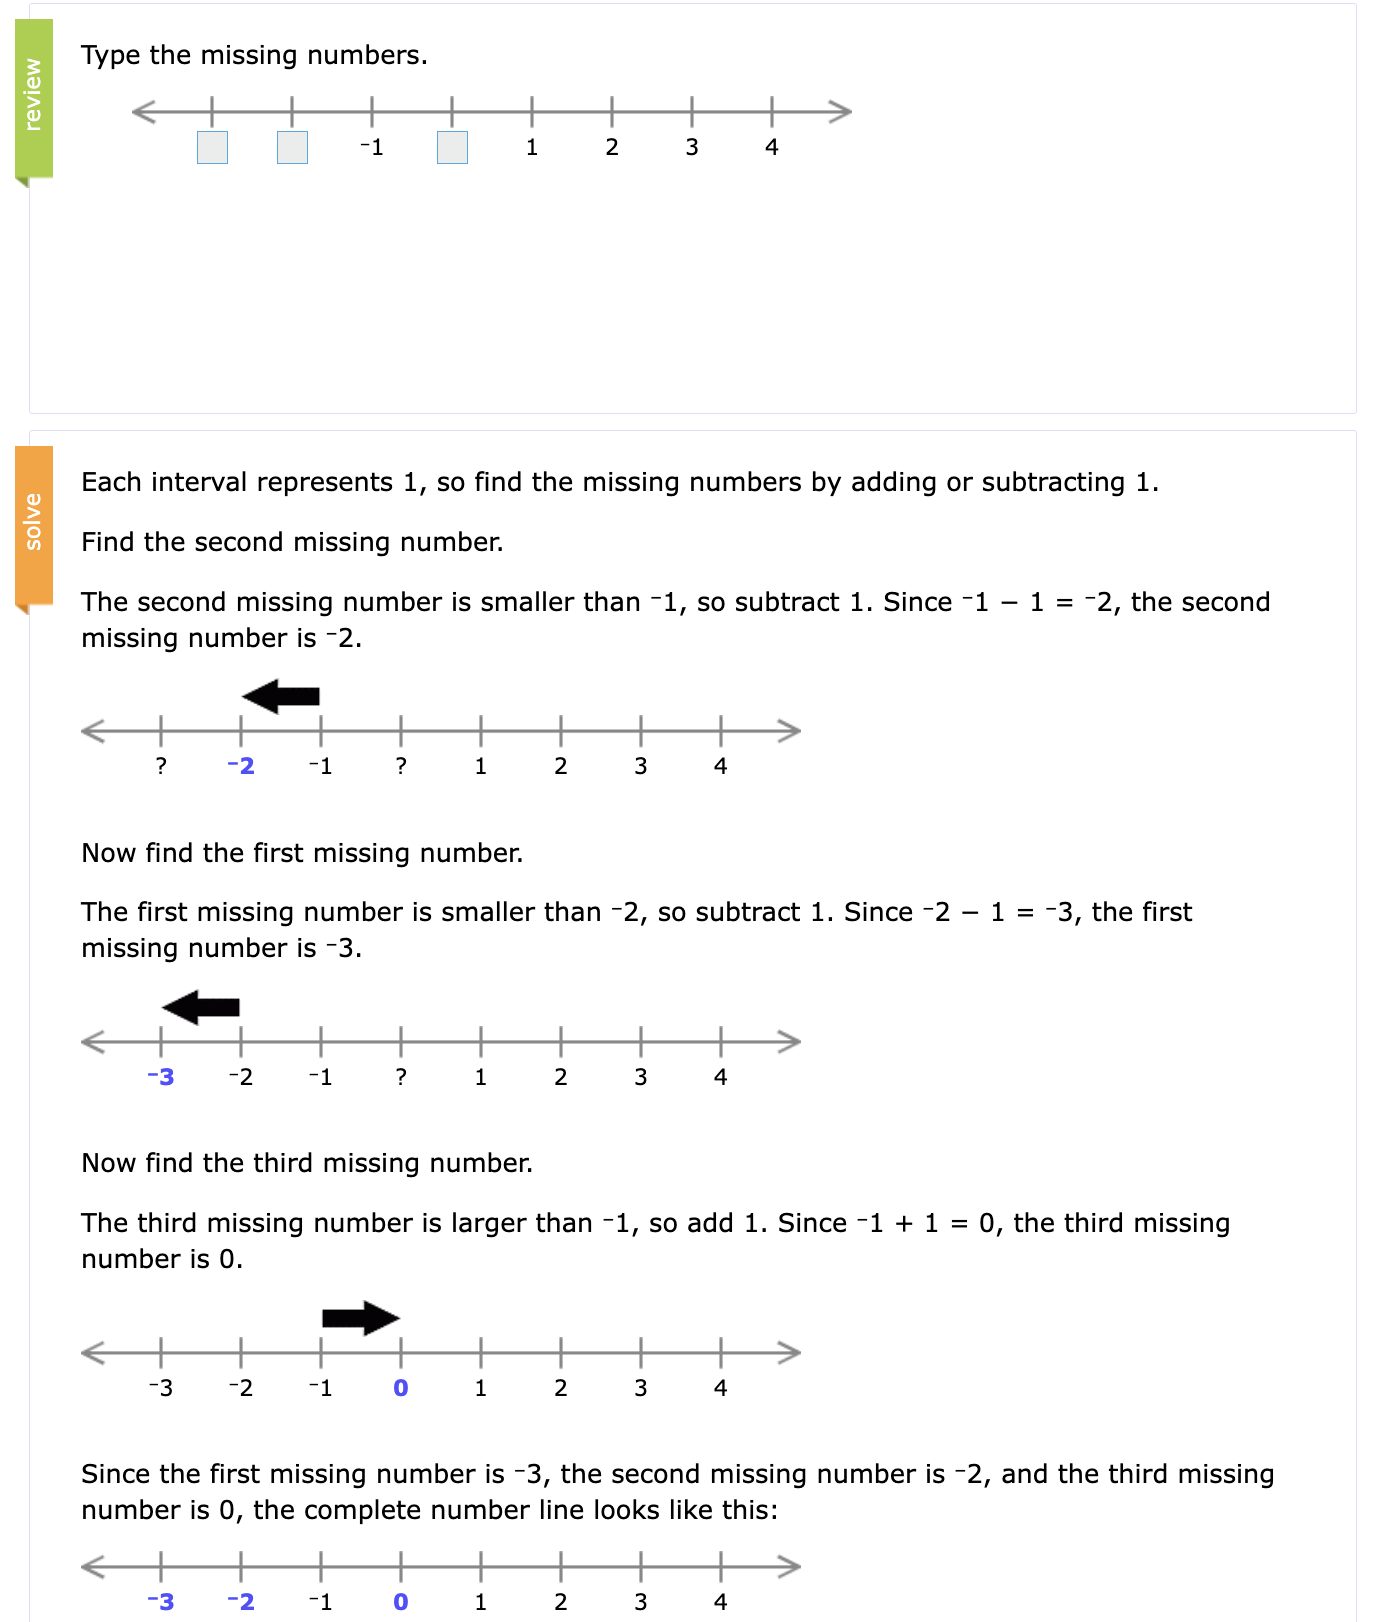 review
Type the missing numbers.
⁻1 1 2 3 4
solve
Each interval represents 1, so find the missing numbers by adding or subtracting 1.
Find the second missing number.
The second missing number is smaller than ⁻1, so subtract 1. Since ⁻1 − 1 = ⁻2, the second
missing number is ⁻2.
? ⁻2 ⁻1 ? 1 2 3 4
Now find the first missing number.
The first missing number is smaller than ⁻2, so subtract 1. Since ⁻2 − 1 = ⁻3, the first
missing number is ⁻3.
⁻3 ⁻2 ⁻1 ? 1 2 3 4
Now find the third missing number.
The third missing number is larger than ⁻1, so add 1. Since ⁻1 + 1 = 0, the third missing
number is 0.
⁻3 ⁻2 ⁻1 0 1 2 3 4
Since the first missing number is ⁻3, the second missing number is ⁻2, and the third missing
number is 0, the complete number line looks like this:
⁻3 ⁻2 ⁻1 0 1 2 3 4